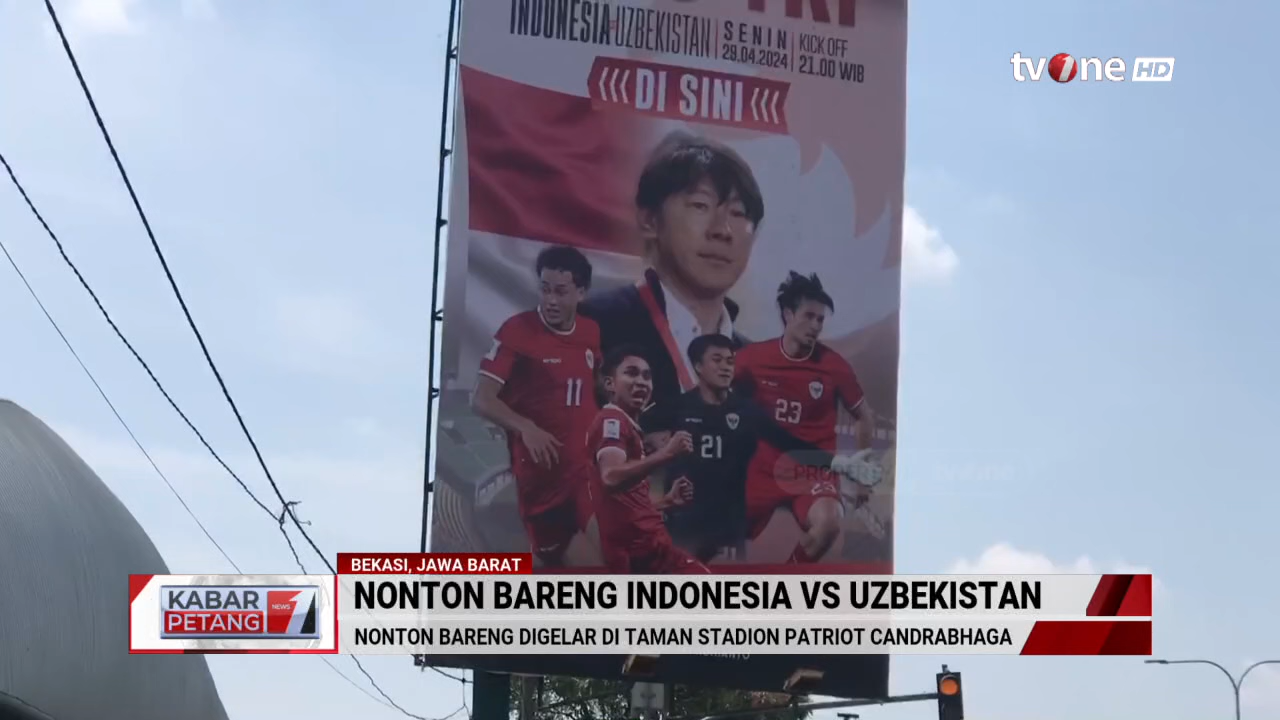 INDONESIA UZBEKISTAN
SENIN
29.04.2024
KICK OFF
21.00 WIB
DI SINI
tvOne HD
11
23
21
BEKASI, JAWA BARAT
NONTON BARENG INDONESIA VS UZBEKISTAN
KABAR
PETANG
NEWS
1
NONTON BARENG DIGELAR DI TAMAN STADION PATRIOT CANDRABHAGA